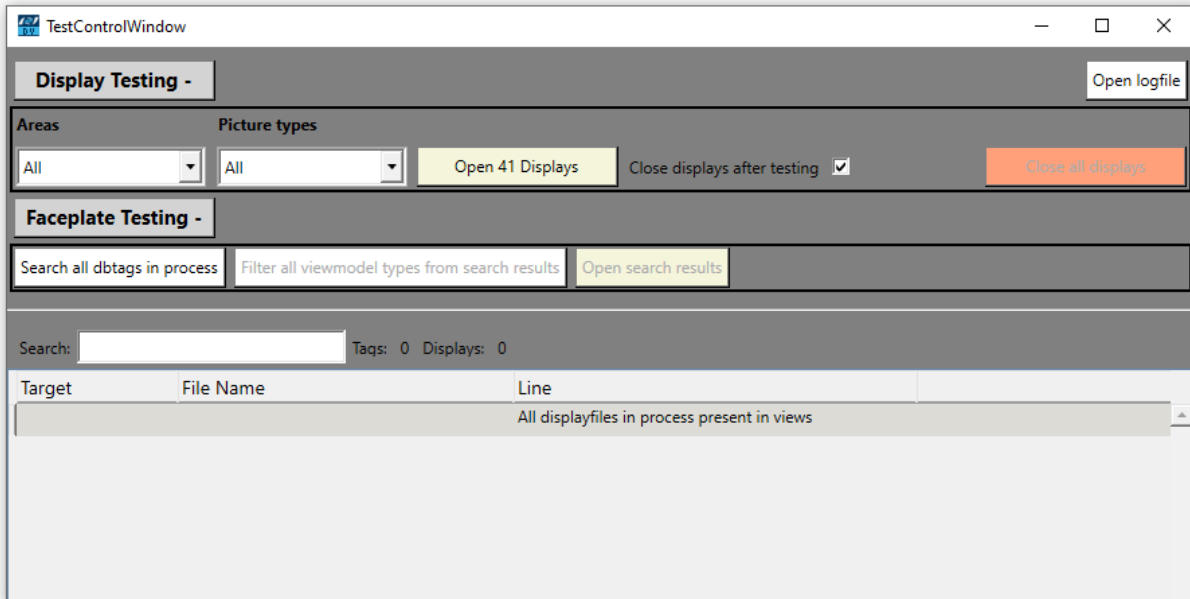 TestControlWindow
Display Testing -
Open logfile
Areas Picture types
All All Open 41 Displays Close displays after testing Close all displays
Faceplate Testing -
Search all dbtags in process Filter all viewmodel types from search results Open search results
Search: Tags: 0 Displays: 0
Target File Name Line
All displayfiles in process present in views